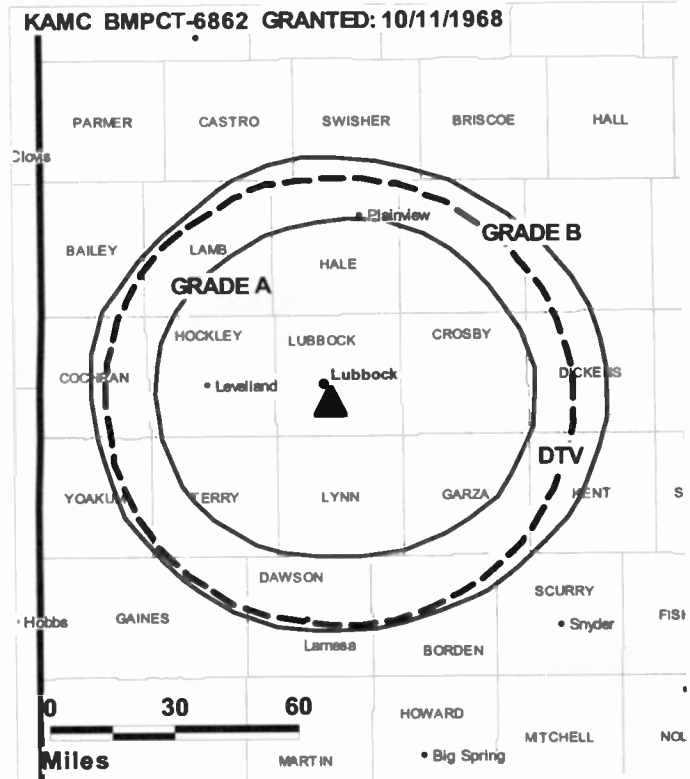 KAMC BMPCT-6862 GRANTED: 10/11/1968
PARMER CASTRO SWISHER BRISCOE HALL
Clovis
Plainview
GRADE B
BAILEY LAMB
HALE
GRADE A
HOCKLEY LUBBOCK CROSBY
COCHRAN Levelland Lubbock DICKENS
DTV
YOAKUM TERRY LYNN GARZA KENT S
DAWSON
SCURRY
Hobbs GAINES Snyder FISH
Lamesa BORDEN
0 30 60
HOWARD
MITCHELL NOL
Miles MARTIN Big Spring